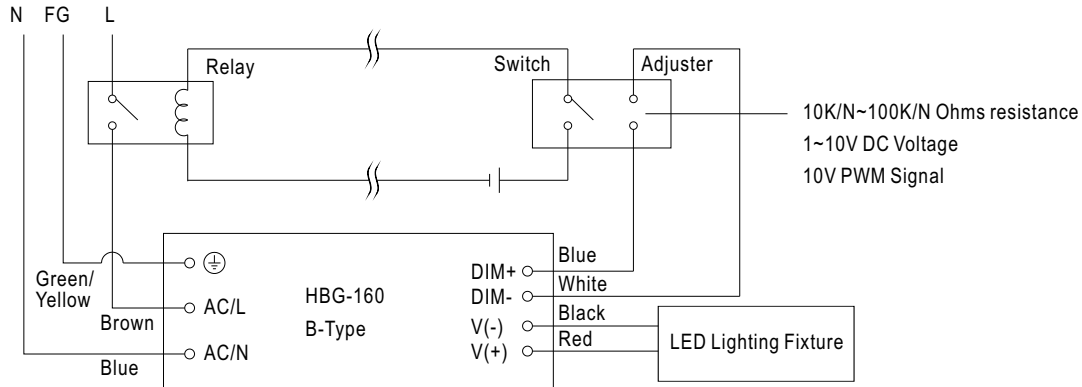 N FG L
Relay
Switch
Adjuster
10K/N~100K/N Ohms resistance
1~10V DC Voltage
10V PWM Signal
Green/
Yellow
Brown
Blue
AC/L
AC/N
HBG-160
B-Type
DIM+
DIM-
V(-)
V(+)
Blue
White
Black
Red
LED Lighting Fixture